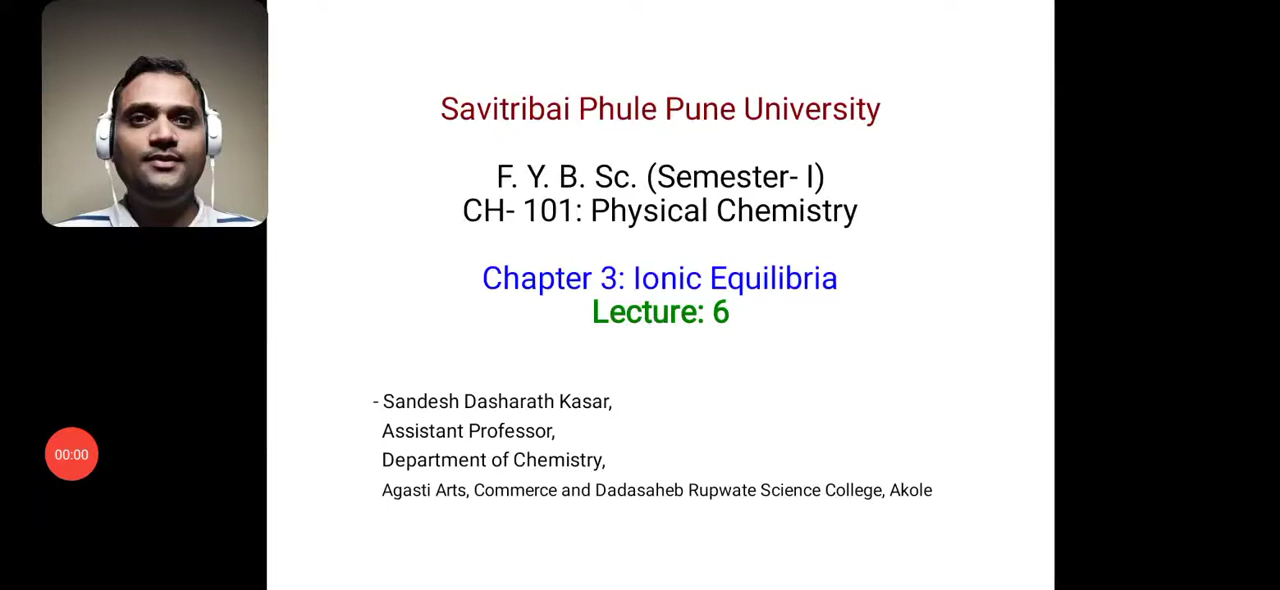 Savitribai Phule Pune University
F. Y. B. Sc. (Semester- I)
CH- 101: Physical Chemistry
Chapter 3: Ionic Equilibria
Lecture: 6
- Sandesh Dasharath Kasar,
Assistant Professor,
Department of Chemistry,
Agasti Arts, Commerce and Dadasaheb Rupwate Science College, Akole
00:00